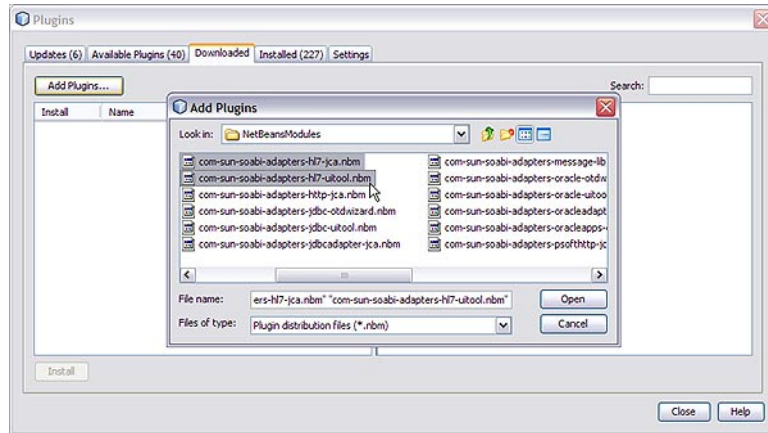 Plugins
Updates (6) Available Plugins (40) Downloaded Installed (227) Settings
Add Plugins... Search:
Install Name
Add Plugins
Look in: NetBeansModules
com-sun-soabi-adapters-hl7-jca.nbm com-sun-soabi-adapters-message-lib
com-sun-soabi-adapters-hl7-uitool.nbm com-sun-soabi-adapters-oracle-otdw
com-sun-soabi-adapters-http-jca.nbm com-sun-soabi-adapters-oracle-uitoo
com-sun-soabi-adapters-jdbc-otdwizard.nbm com-sun-soabi-adapters-oracleadapt
com-sun-soabi-adapters-jdbc-uitool.nbm com-sun-soabi-adapters-oracleapps-
com-sun-soabi-adapters-jdbcadapter-jca.nbm com-sun-soabi-adapters-psofthttp-jc
File name: ers-hl7-jca.nbm" "com-sun-soabi-adapters-hl7-uitool.nbm" Open
Files of type: Plugin distribution files (*.nbm) Cancel
Install
Close Help